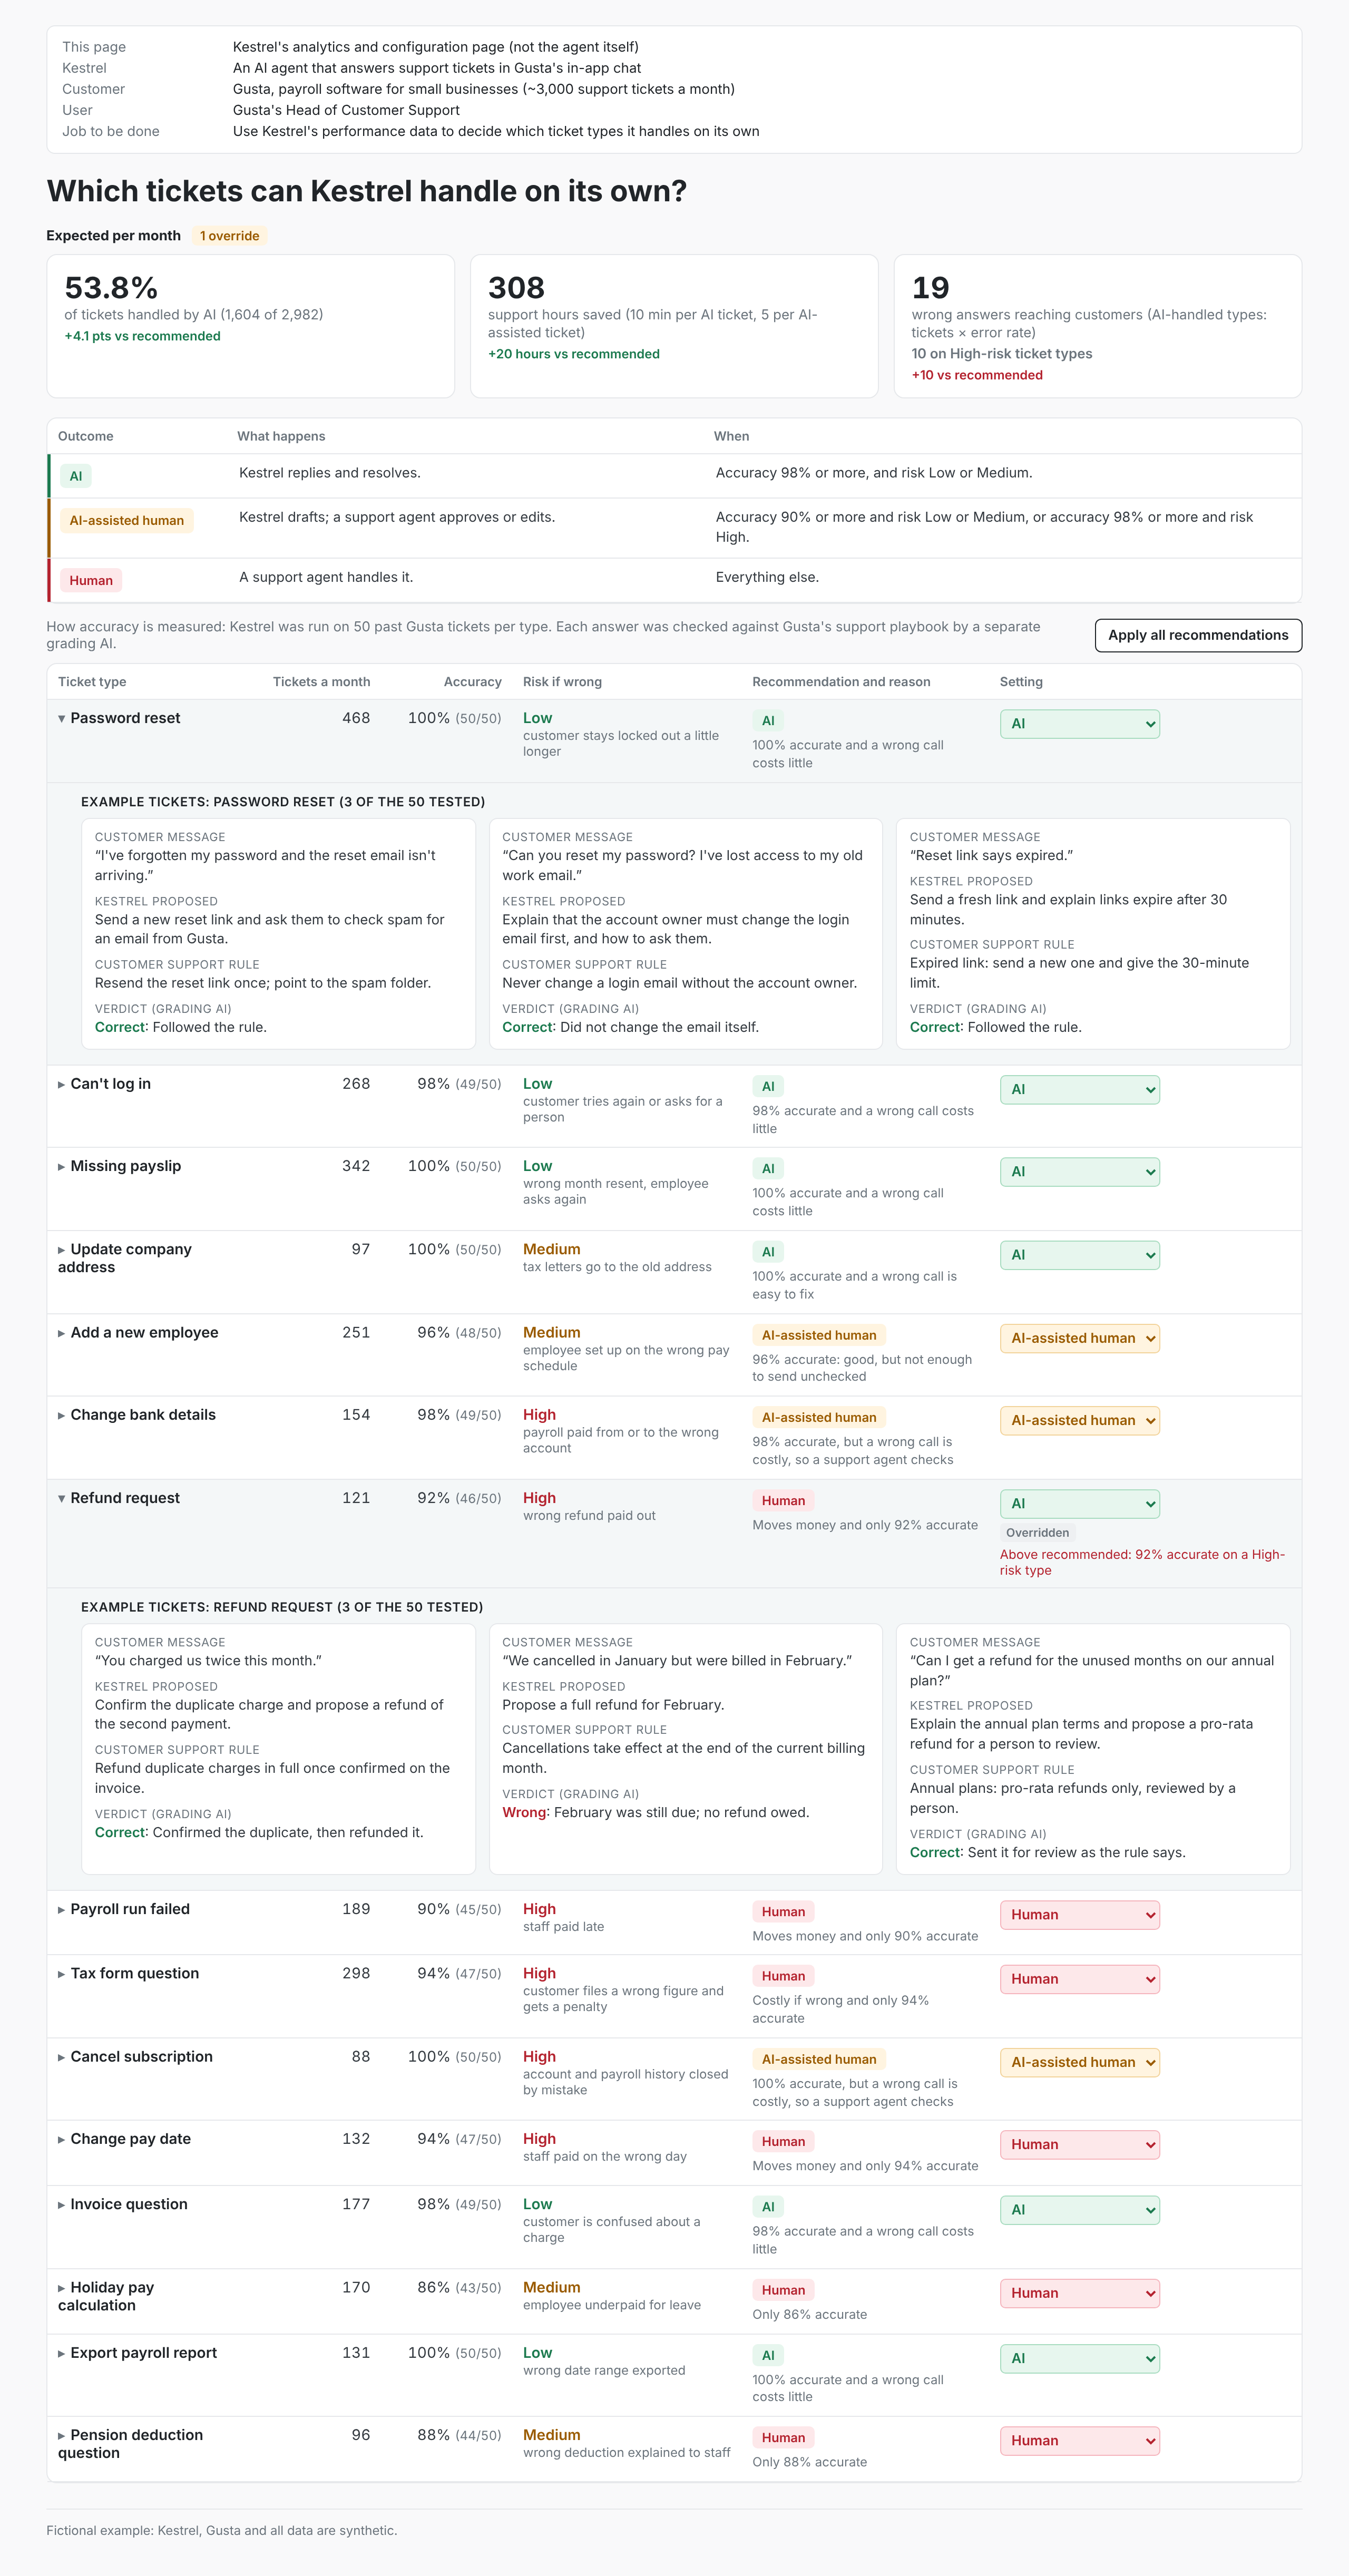 This page Kestrel's analytics and configuration page (not the agent itself)
Kestrel An AI agent that answers support tickets in Gusta's in-app chat
Customer Gusta, payroll software for small businesses (~3,000 support tickets a month)
User Gusta's Head of Customer Support
Job to be done Use Kestrel's performance data to decide which ticket types it handles on its own
Which tickets can Kestrel handle on its own?
Expected per month 1 override
53.8%
of tickets handled by AI (1,604 of 2,982)
+4.1 pts vs recommended
308
support hours saved (10 min per AI ticket, 5 per AI-
assisted ticket)
+20 hours vs recommended
19
wrong answers reaching customers (AI-handled types:
tickets × error rate)
10 on High-risk ticket types
+10 vs recommended
Outcome What happens When
AI Kestrel replies and resolves. Accuracy 98% or more, and risk Low or Medium.
AI-assisted human Kestrel drafts; a support agent approves or edits. Accuracy 90% or more and risk Low or Medium, or accuracy 98% or more and risk
High.
Human A support agent handles it. Everything else.
How accuracy is measured: Kestrel was run on 50 past Gusta tickets per type. Each answer was checked against Gusta's support playbook by a separate
grading AI.
Apply all recommendations
Ticket type Tickets a month Accuracy Risk if wrong Recommendation and reason Setting
▾ Password reset 468 100% (50/50) Low AI AI
customer stays locked out a little
longer
100% accurate and a wrong call
costs little
EXAMPLE TICKETS: PASSWORD RESET (3 OF THE 50 TESTED)
CUSTOMER MESSAGE
“I've forgotten my password and the reset email isn't
arriving.”
KESTREL PROPOSED
Send a new reset link and ask them to check spam for
an email from Gusta.
CUSTOMER SUPPORT RULE
Resend the reset link once; point to the spam folder.
VERDICT (GRADING AI)
Correct: Followed the rule.
CUSTOMER MESSAGE
“Can you reset my password? I've lost access to my old
work email.”
KESTREL PROPOSED
Explain that the account owner must change the login
email first, and how to ask them.
CUSTOMER SUPPORT RULE
Never change a login email without the account owner.
VERDICT (GRADING AI)
Correct: Did not change the email itself.
CUSTOMER MESSAGE
“Reset link says expired.”
KESTREL PROPOSED
Send a fresh link and explain links expire after 30
minutes.
CUSTOMER SUPPORT RULE
Expired link: send a new one and give the 30-minute
limit.
VERDICT (GRADING AI)
Correct: Followed the rule.
▸ Can't log in 268 98% (49/50) Low AI AI
customer tries again or asks for a
person
98% accurate and a wrong call costs
little
▸ Missing payslip 342 100% (50/50) Low AI AI
wrong month resent, employee
asks again
100% accurate and a wrong call
costs little
▸ Update company
address
97 100% (50/50) Medium AI AI
tax letters go to the old address
100% accurate and a wrong call is
easy to fix
▸ Add a new employee 251 96% (48/50) Medium AI-assisted human AI-assisted human
employee set up on the wrong pay
schedule
96% accurate: good, but not enough
to send unchecked
▸ Change bank details 154 98% (49/50) High AI-assisted human AI-assisted human
payroll paid from or to the wrong
account
98% accurate, but a wrong call is
costly, so a support agent checks
▾ Refund request 121 92% (46/50) High Human AI
wrong refund paid out
Moves money and only 92% accurate
Overridden
Above recommended: 92% accurate on a High-
risk type
EXAMPLE TICKETS: REFUND REQUEST (3 OF THE 50 TESTED)
CUSTOMER MESSAGE
“You charged us twice this month.”
KESTREL PROPOSED
Confirm the duplicate charge and propose a refund of
the second payment.
CUSTOMER SUPPORT RULE
Refund duplicate charges in full once confirmed on the
invoice.
VERDICT (GRADING AI)
Correct: Confirmed the duplicate, then refunded it.
CUSTOMER MESSAGE
“We cancelled in January but were billed in February.”
KESTREL PROPOSED
Propose a full refund for February.
CUSTOMER SUPPORT RULE
Cancellations take effect at the end of the current billing
month.
VERDICT (GRADING AI)
Wrong: February was still due; no refund owed.
CUSTOMER MESSAGE
“Can I get a refund for the unused months on our annual
plan?”
KESTREL PROPOSED
Explain the annual plan terms and propose a pro-rata
refund for a person to review.
CUSTOMER SUPPORT RULE
Annual plans: pro-rata refunds only, reviewed by a
person.
VERDICT (GRADING AI)
Correct: Sent it for review as the rule says.
▸ Payroll run failed 189 90% (45/50) High Human Human
staff paid late
Moves money and only 90% accurate
▸ Tax form question 298 94% (47/50) High Human Human
customer files a wrong figure and
gets a penalty
Costly if wrong and only 94%
accurate
▸ Cancel subscription 88 100% (50/50) High AI-assisted human AI-assisted human
account and payroll history closed
by mistake
100% accurate, but a wrong call is
costly, so a support agent checks
▸ Change pay date 132 94% (47/50) High Human Human
staff paid on the wrong day
Moves money and only 94% accurate
▸ Invoice question 177 98% (49/50) Low AI AI
customer is confused about a
charge
98% accurate and a wrong call costs
little
▸ Holiday pay
calculation
170 86% (43/50) Medium Human Human
employee underpaid for leave
Only 86% accurate
▸ Export payroll report 131 100% (50/50) Low AI AI
wrong date range exported
100% accurate and a wrong call
costs little
▸ Pension deduction
question
96 88% (44/50) Medium Human Human
wrong deduction explained to staff
Only 88% accurate
Fictional example: Kestrel, Gusta and all data are synthetic.